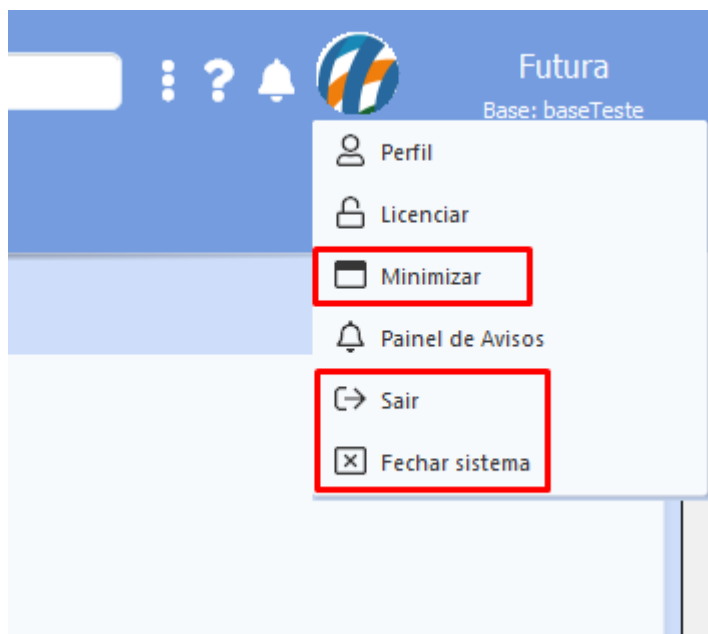 Futura
Base: baseTeste
Perfil
Licenciar
Minimizar
Painel de Avisos
Sair
Fechar sistema